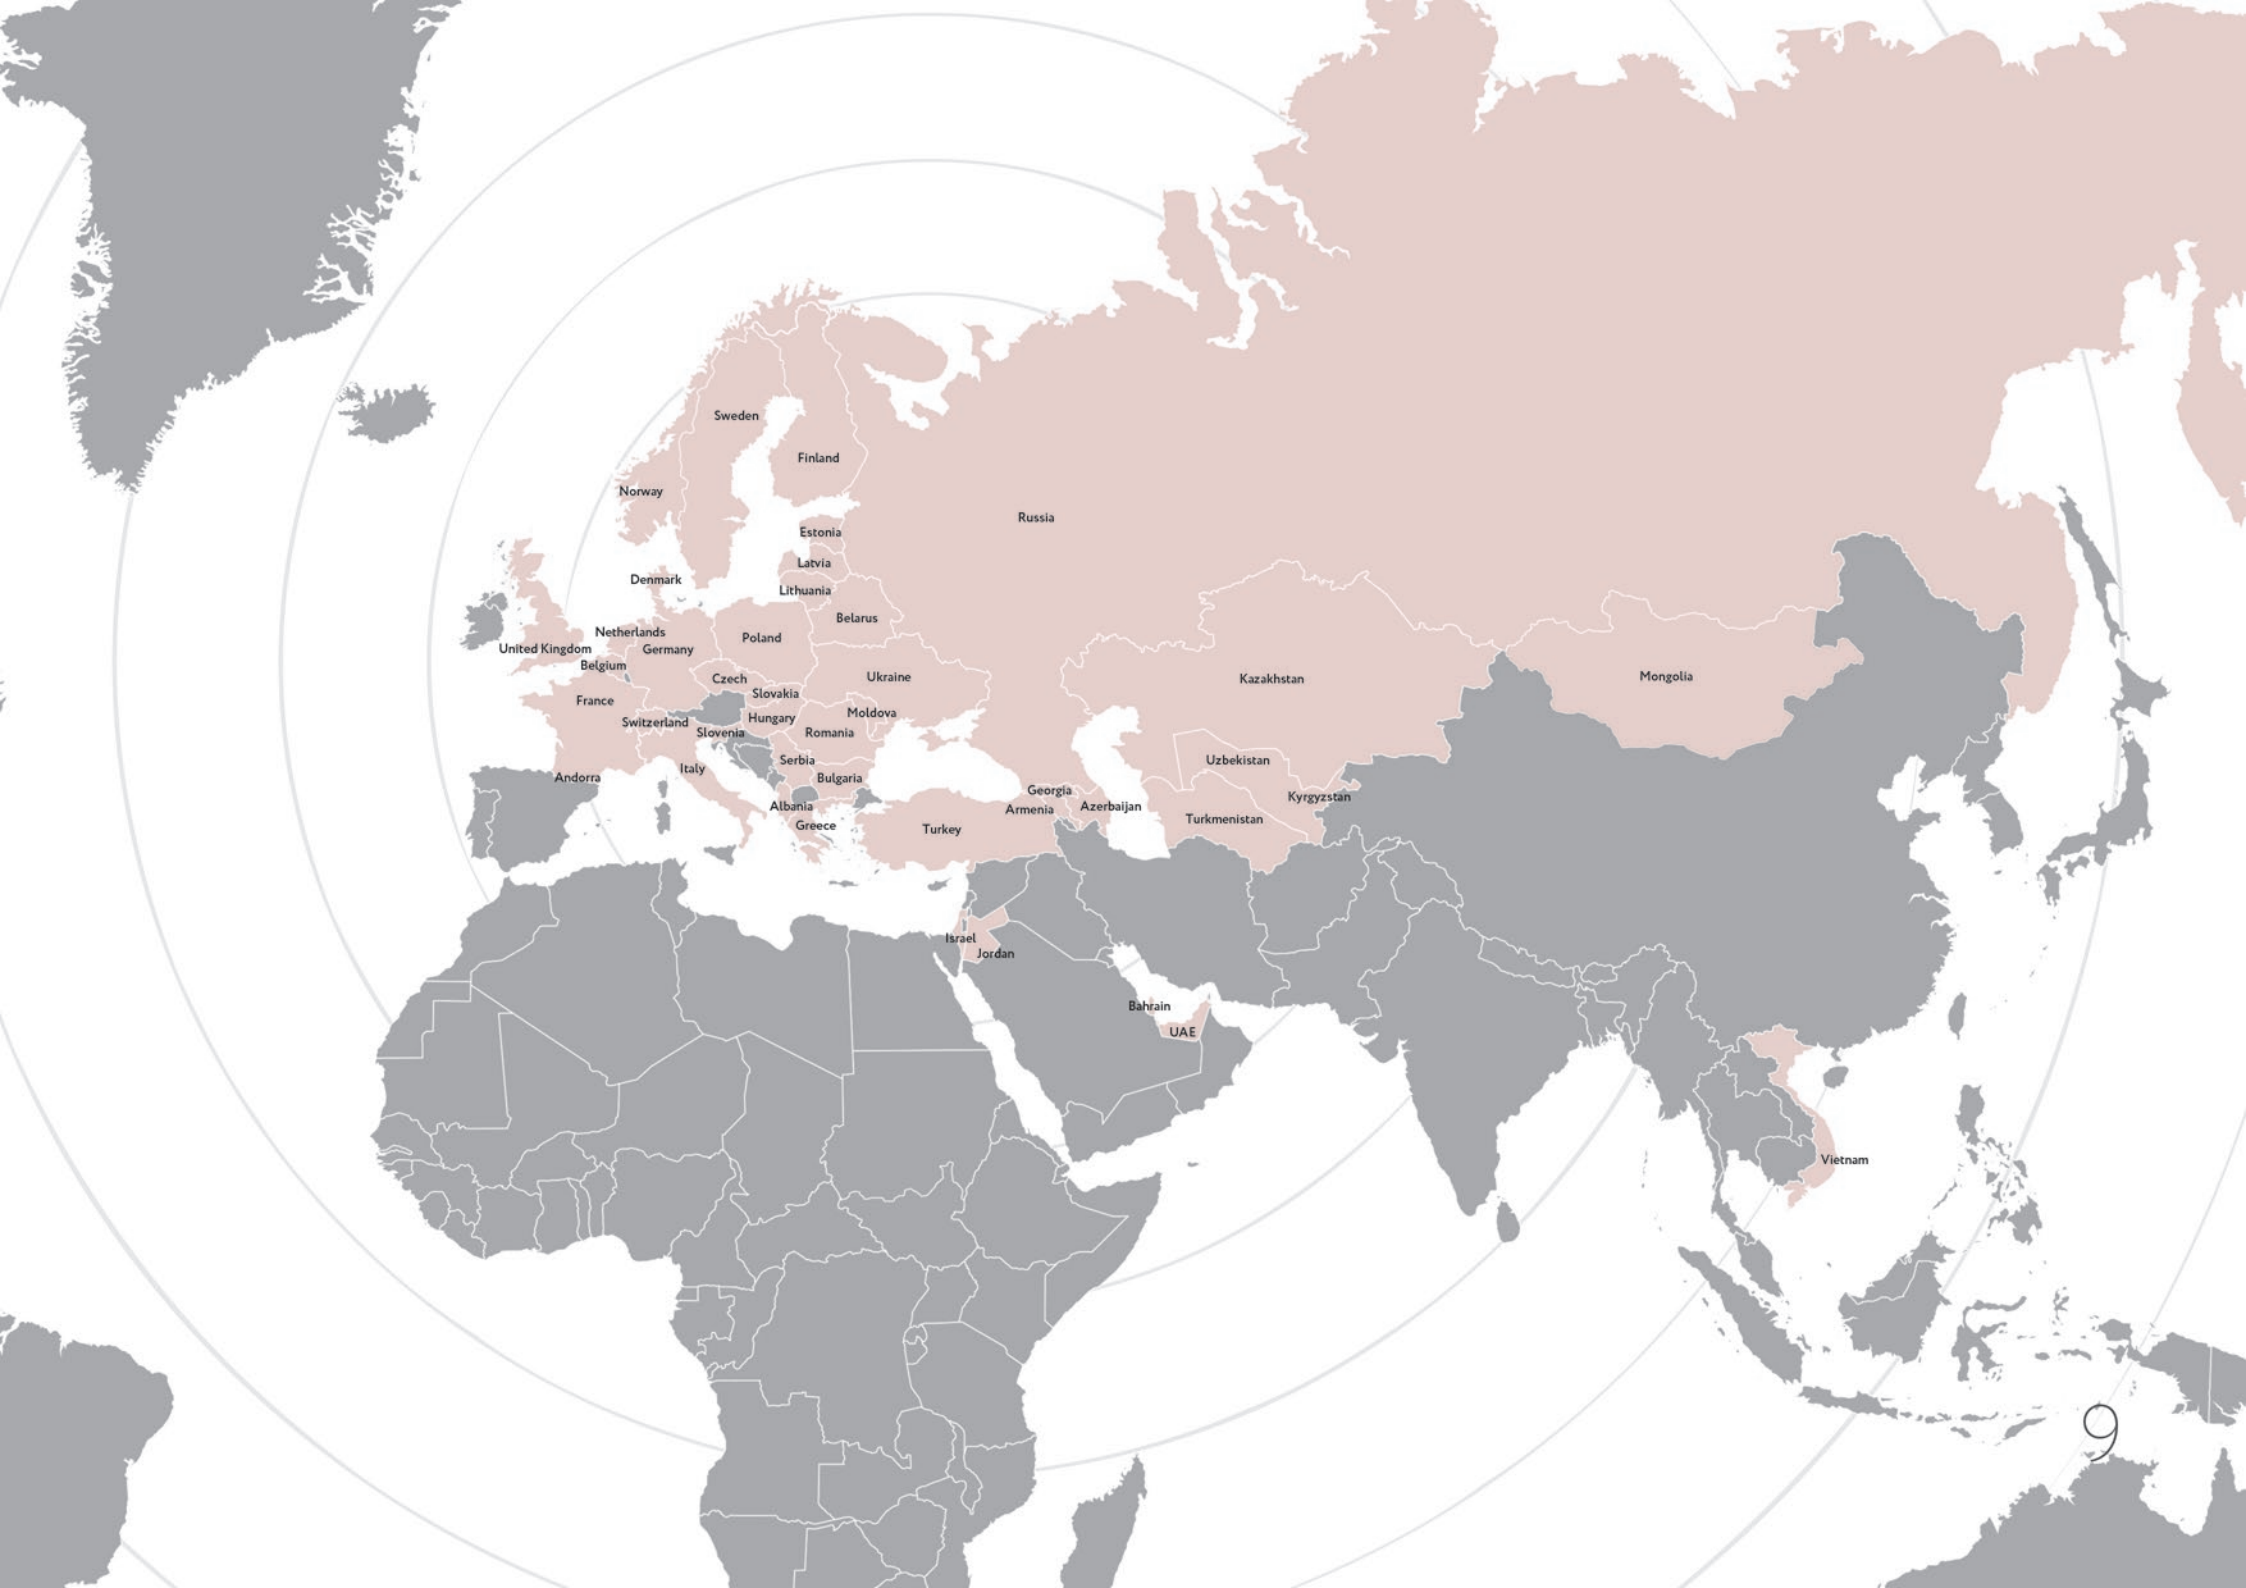 Sweden
Finland
Norway
Russia
Estonia
Latvia
Denmark
Lithuania
Belarus
Netherlands
Poland
United Kingdom
Germany
Belgium
Ukraine
Czech
Kazakhstan
Mongolia
Slovakia
France
Moldova
Switzerland
Hungary
Slovenia
Romania
Serbia
Uzbekistan
Italy
Andorra
Bulgaria
Georgia
Kyrgyzstan
Albania
Armenia
Azerbaijan
Greece
Turkey
Turkmenistan
Israel
Jordan
Bahrain
UAE
Vietnam
9